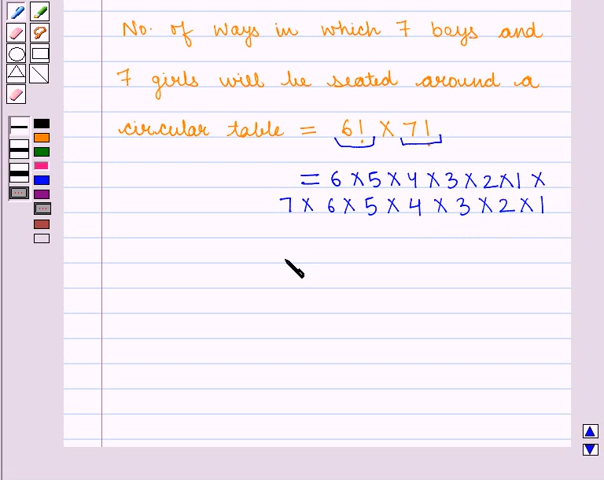 No. of ways in which 7 boys and
7 girls will be seated around a
circular table = 6! × 7!
= 6 × 5 × 4 × 3 × 2 × 1 ×
7 × 6 × 5 × 4 × 3 × 2 × 1